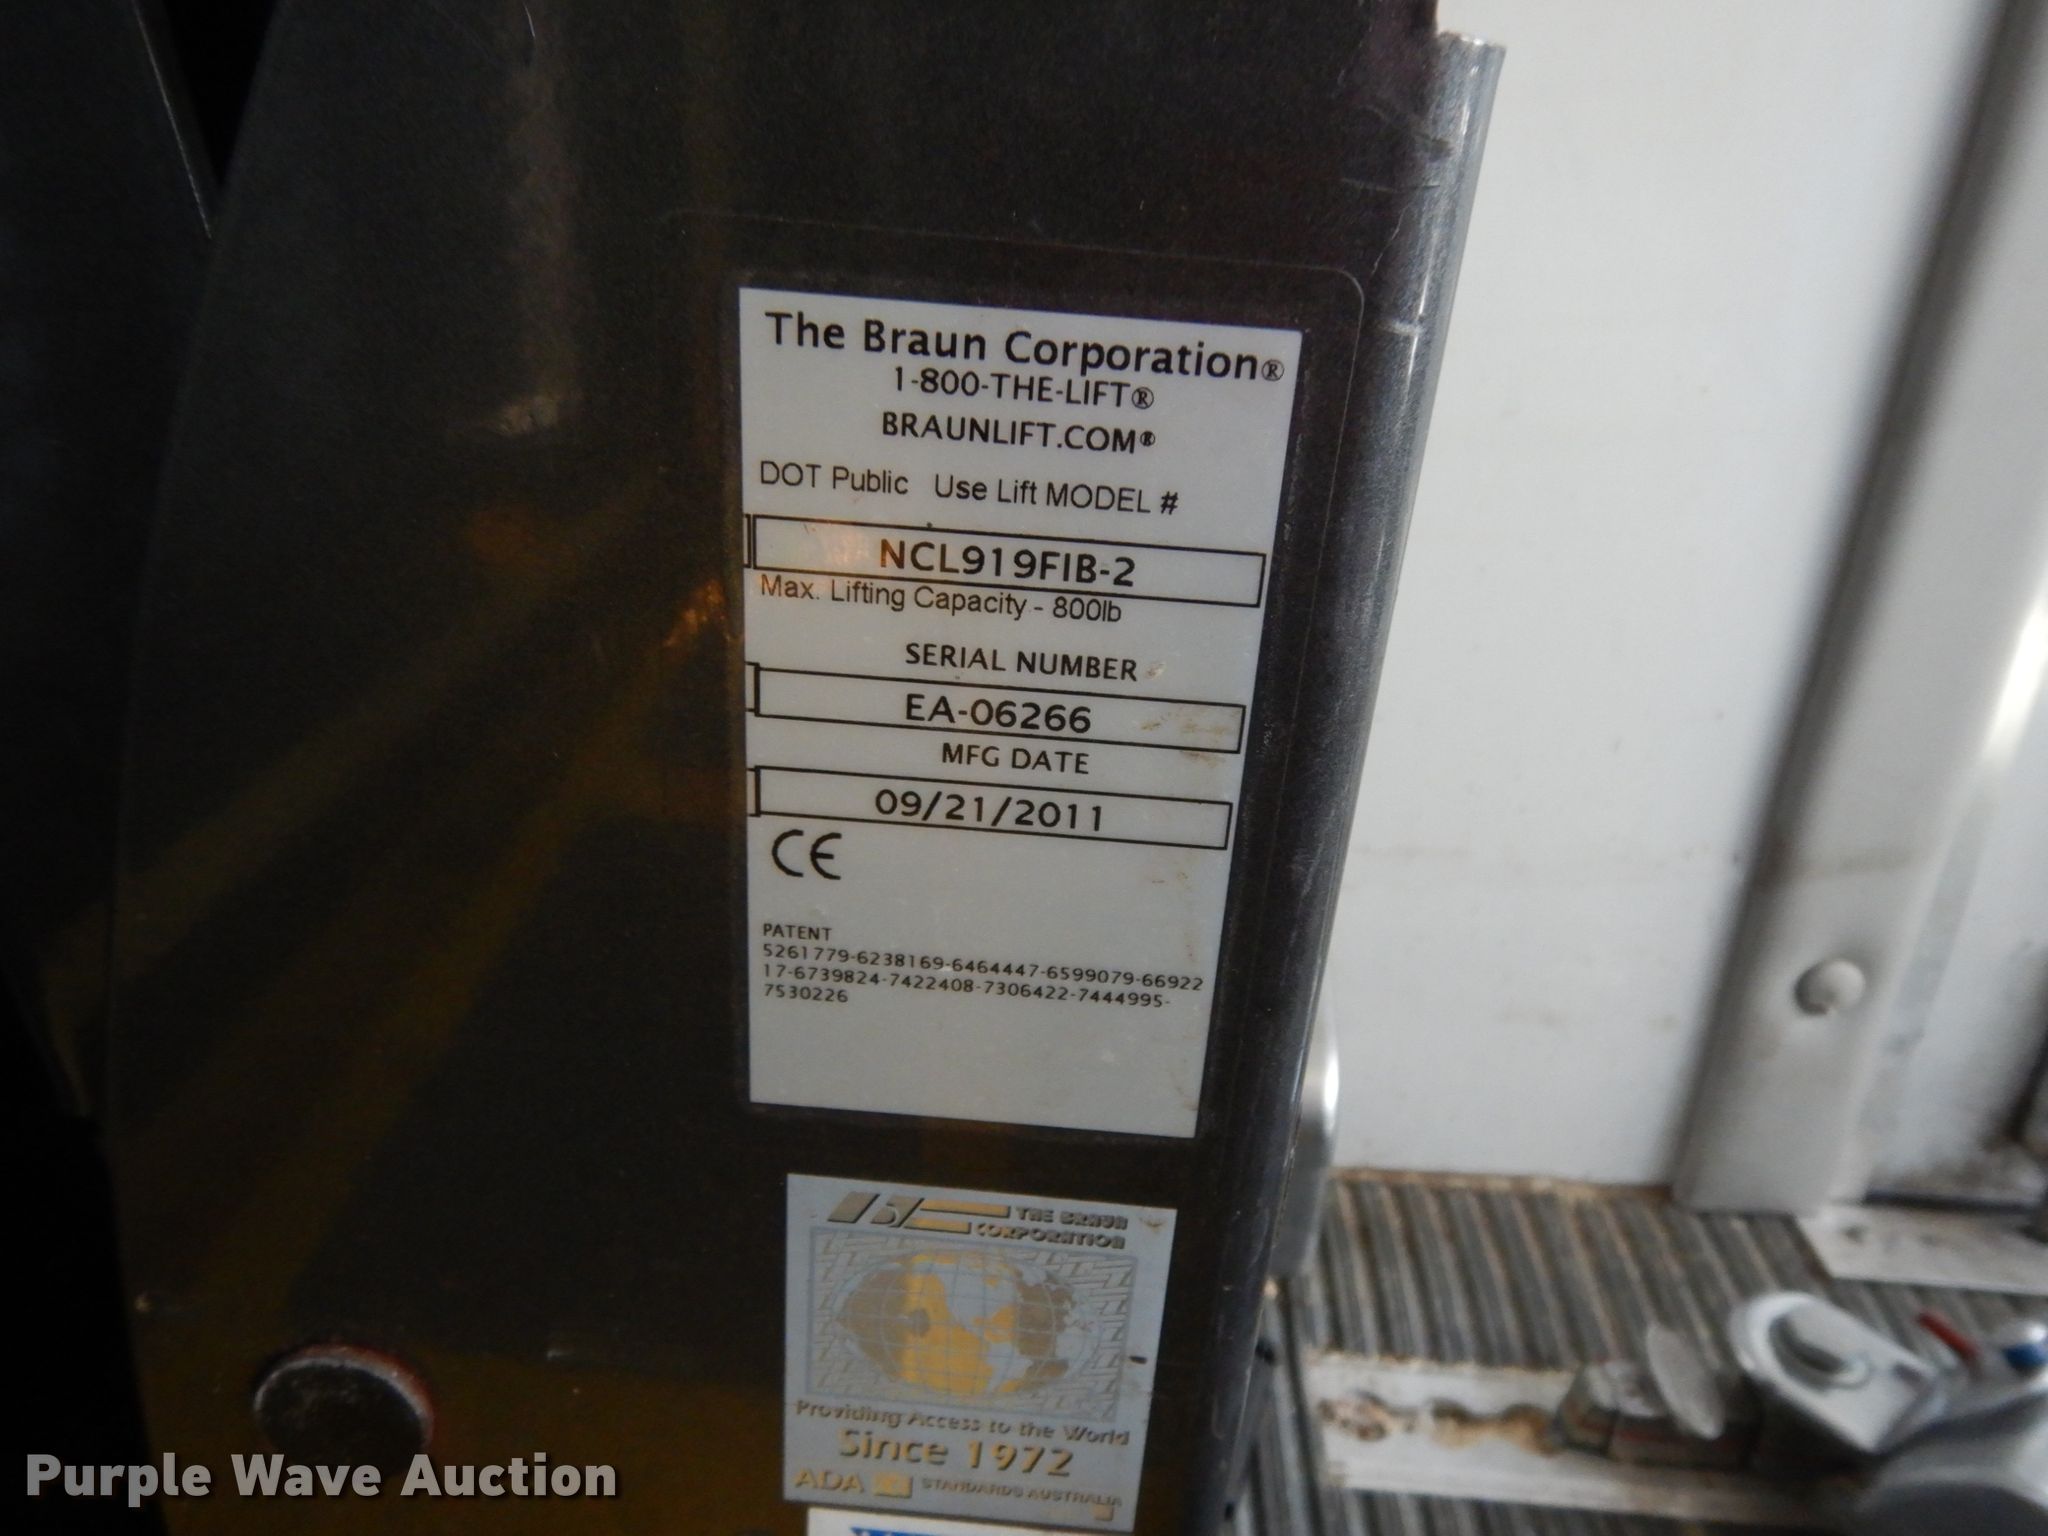 The Braun Corporation®
1-800-THE-LIFT®
BRAUNLIFT.COM®
DOT Public Use Lift MODEL #
NCL919FIB-2
Max. Lifting Capacity - 800lb
SERIAL NUMBER
EA-06266
MFG DATE
09/21/2011
CE
PATENT
5261779-6238169-6464447-6599079-66922
17-6739824-7422408-7306422-7444995-
7530226
THE BRAUN
CORPORATION
Providing Access to the World
Since 1972
ADA STANDARDS AUSTRALIA
Purple Wave Auction